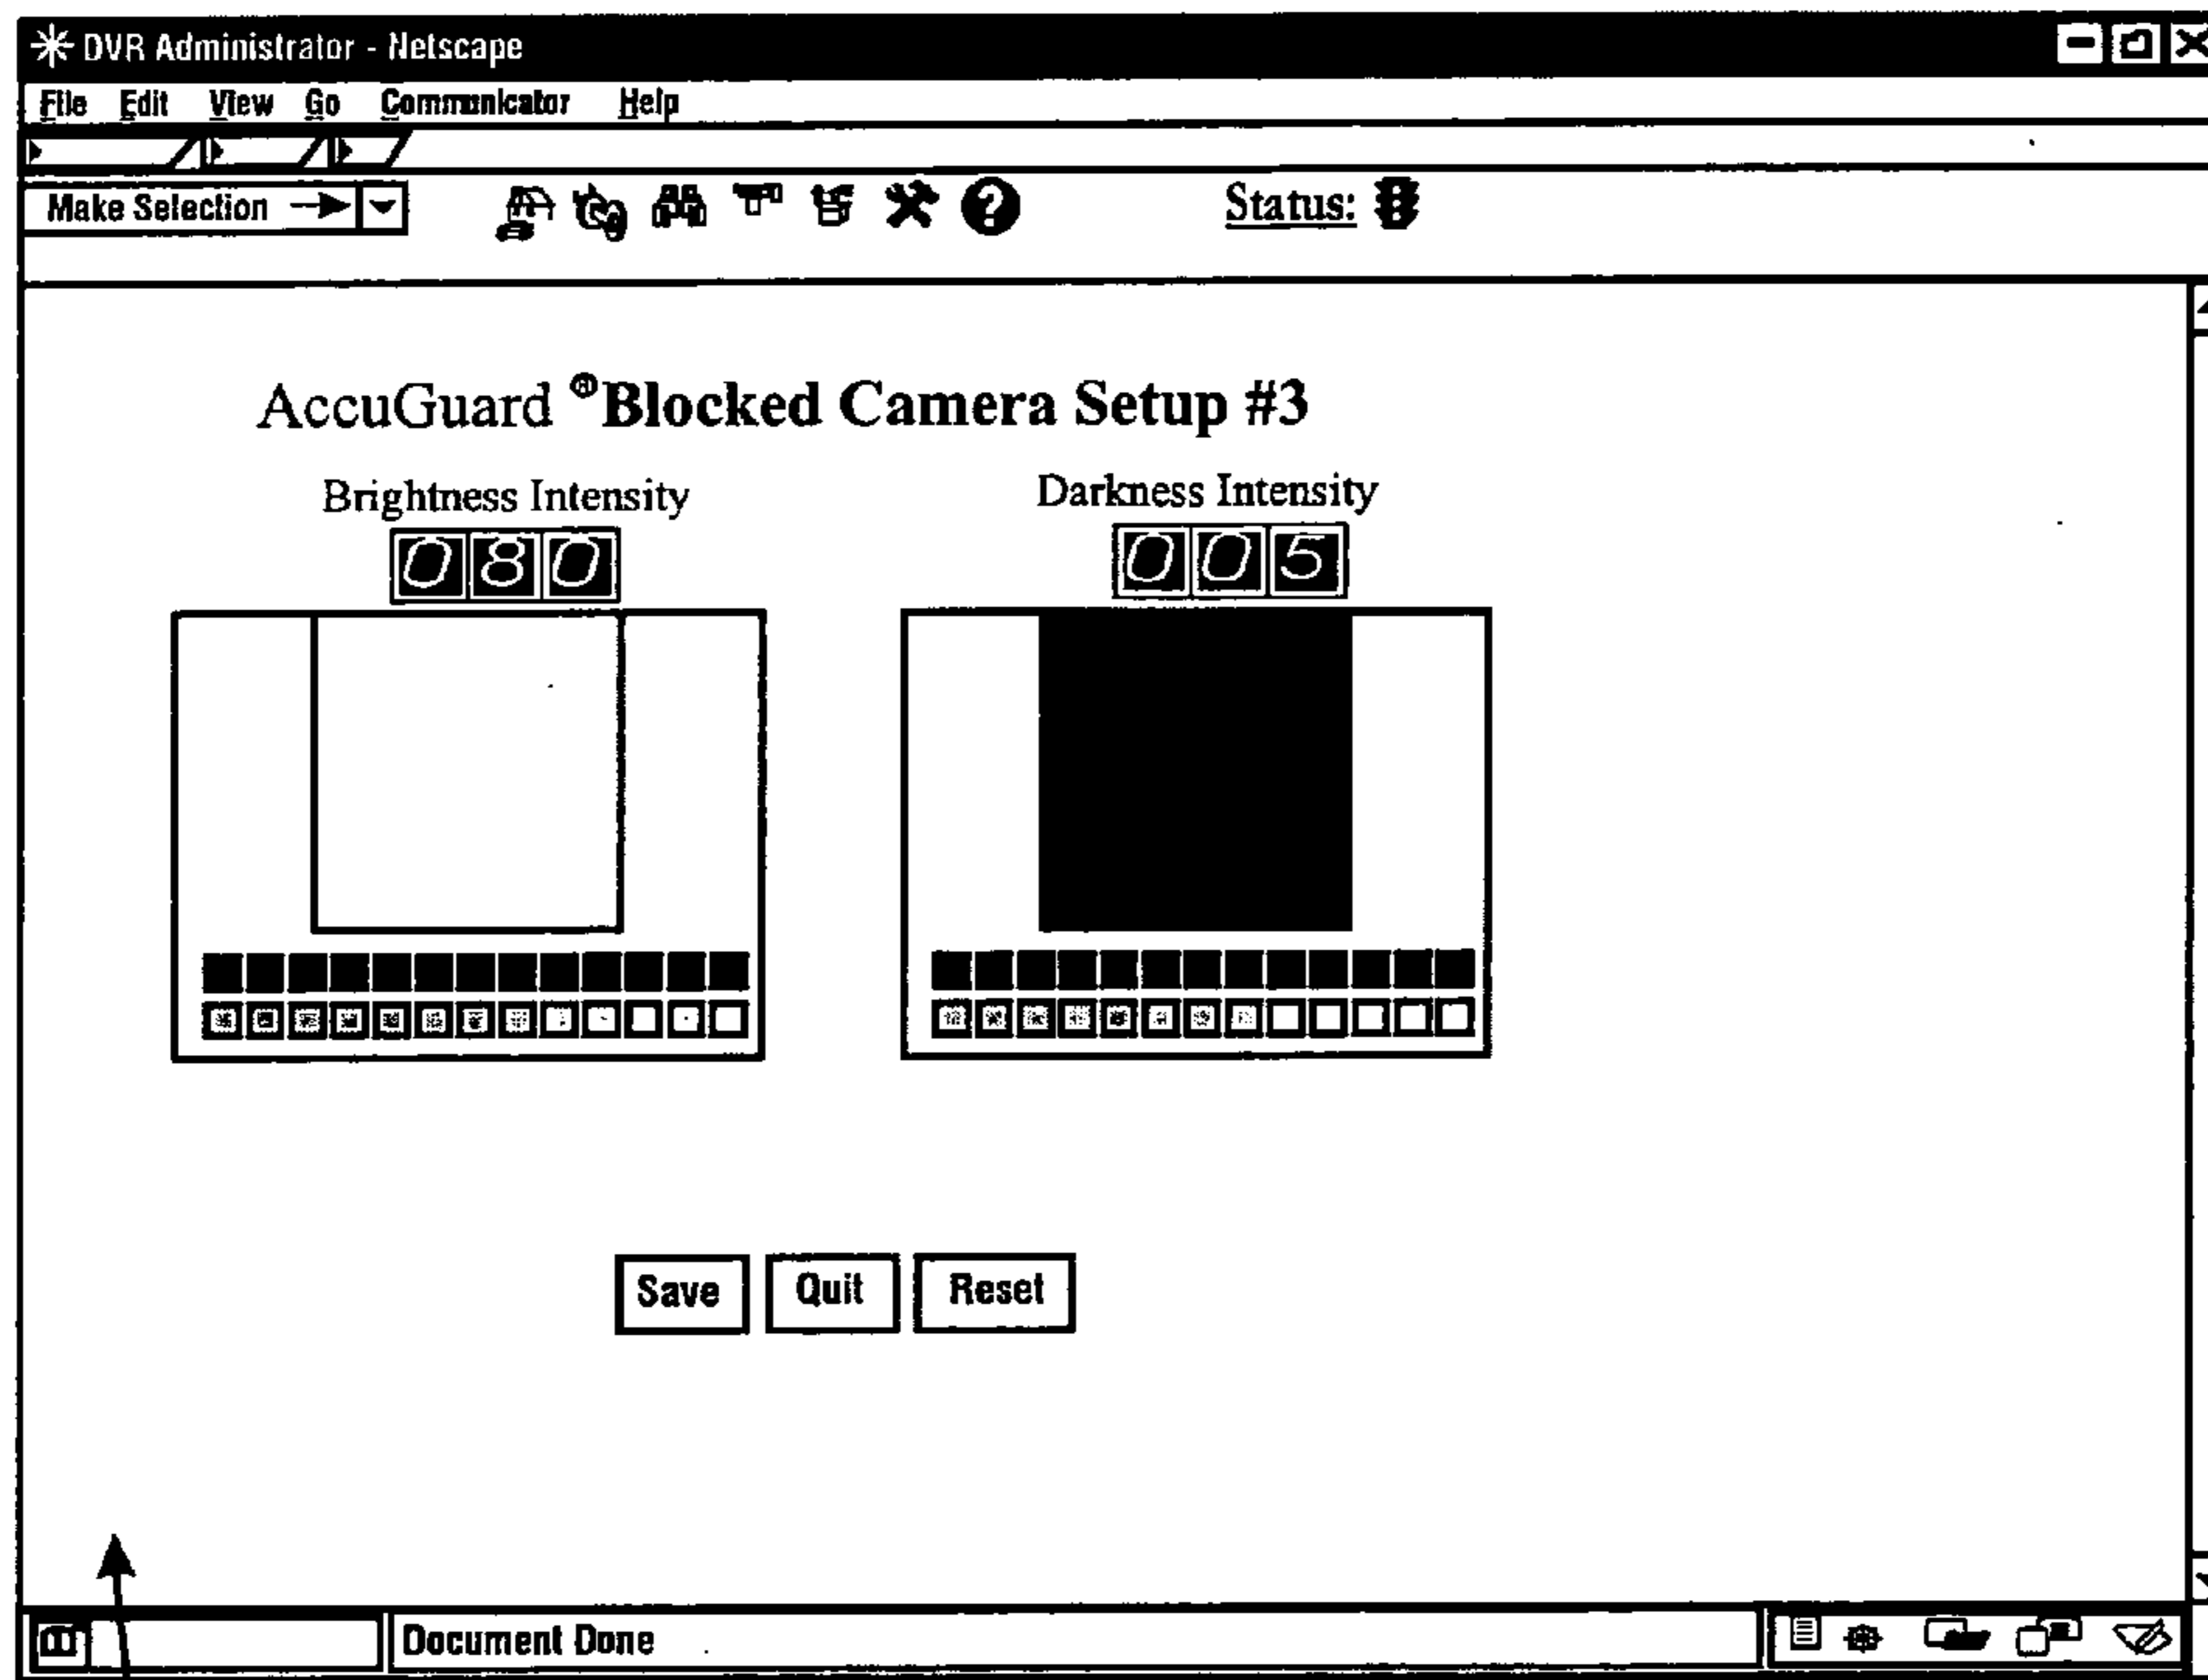 DVR Administrator - Netscape
File Edit View Go Communicator Help
Make Selection
Status:
AccuGuard ®Blocked Camera Setup #3
Brightness Intensity
Darkness Intensity
080
005
Save Quit Reset
Document Done